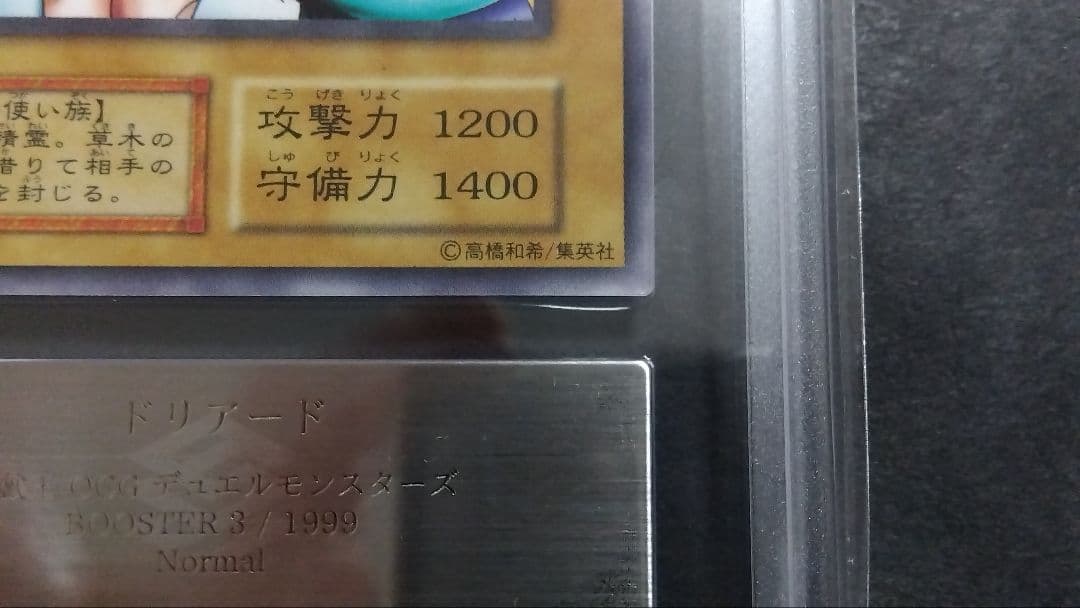 使い族】
精霊。草木の
借りて相手の
を封じる。
こうげきりょく
攻撃力 1200
しゅびりょく
守備力 1400
©高橋和希/集英社
ドリアード
OCG デュエルモンスターズ
BOOSTER 3 / 1999
Normal